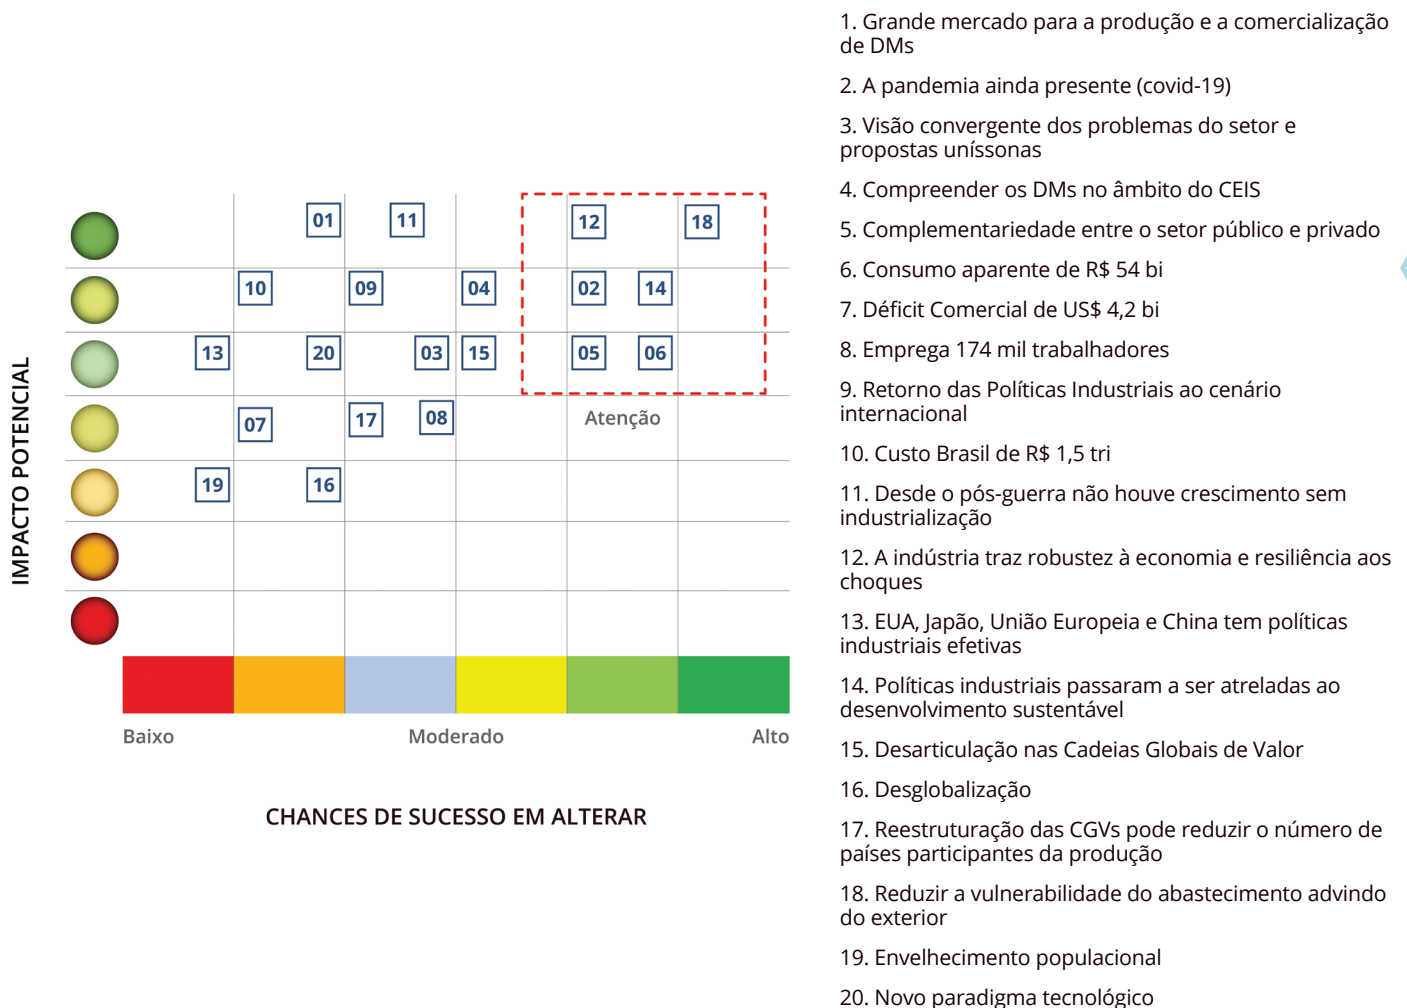 IMPACTO POTENCIAL
01
11
12
18
10
09
04
02
14
13
20
03
15
05
06
07
17
08
Atenção
19
16
Baixo
Moderado
Alto
CHANCES DE SUCESSO EM ALTERAR
1. Grande mercado para a produção e a comercialização
de DMs
2. A pandemia ainda presente (covid-19)
3. Visão convergente dos problemas do setor e
propostas uníssonas
4. Compreender os DMs no âmbito do CEIS
5. Complementariedade entre o setor público e privado
6. Consumo aparente de R$ 54 bi
7. Déficit Comercial de US$ 4,2 bi
8. Emprega 174 mil trabalhadores
9. Retorno das Políticas Industriais ao cenário
internacional
10. Custo Brasil de R$ 1,5 tri
11. Desde o pós-guerra não houve crescimento sem
industrialização
12. A indústria traz robustez à economia e resiliência aos
choques
13. EUA, Japão, União Europeia e China tem políticas
industriais efetivas
14. Políticas industriais passaram a ser atreladas ao
desenvolvimento sustentável
15. Desarticulação nas Cadeias Globais de Valor
16. Desglobalização
17. Reestruturação das CGVs pode reduzir o número de
países participantes da produção
18. Reduzir a vulnerabilidade do abastecimento advindo
do exterior
19. Envelhecimento populacional
20. Novo paradigma tecnológico